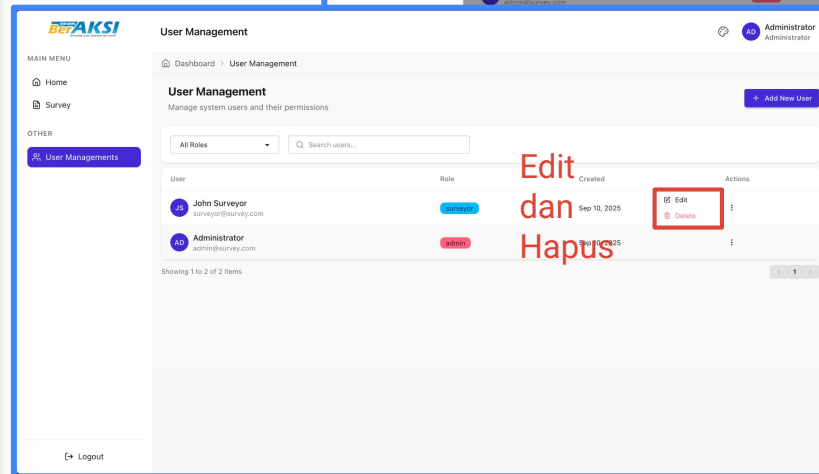 admin@survey.com
BerAKSI
User Management
AD
Administrator
Administrator
MAIN MENU
Dashboard > User Management
Home
User Management
Manage system users and their permissions
+ Add New User
Survey
OTHER
User Managements
All Roles
Search users...
User
Role
Created
Actions
JS
John Surveyor
surveyor@survey.com
surveyor
Sep 10, 2025
Edit
Delete
AD
Administrator
admin@survey.com
admin
Sep 10, 2025
Edit
dan
Hapus
Showing 1 to 2 of 2 items
< 1 >
Logout